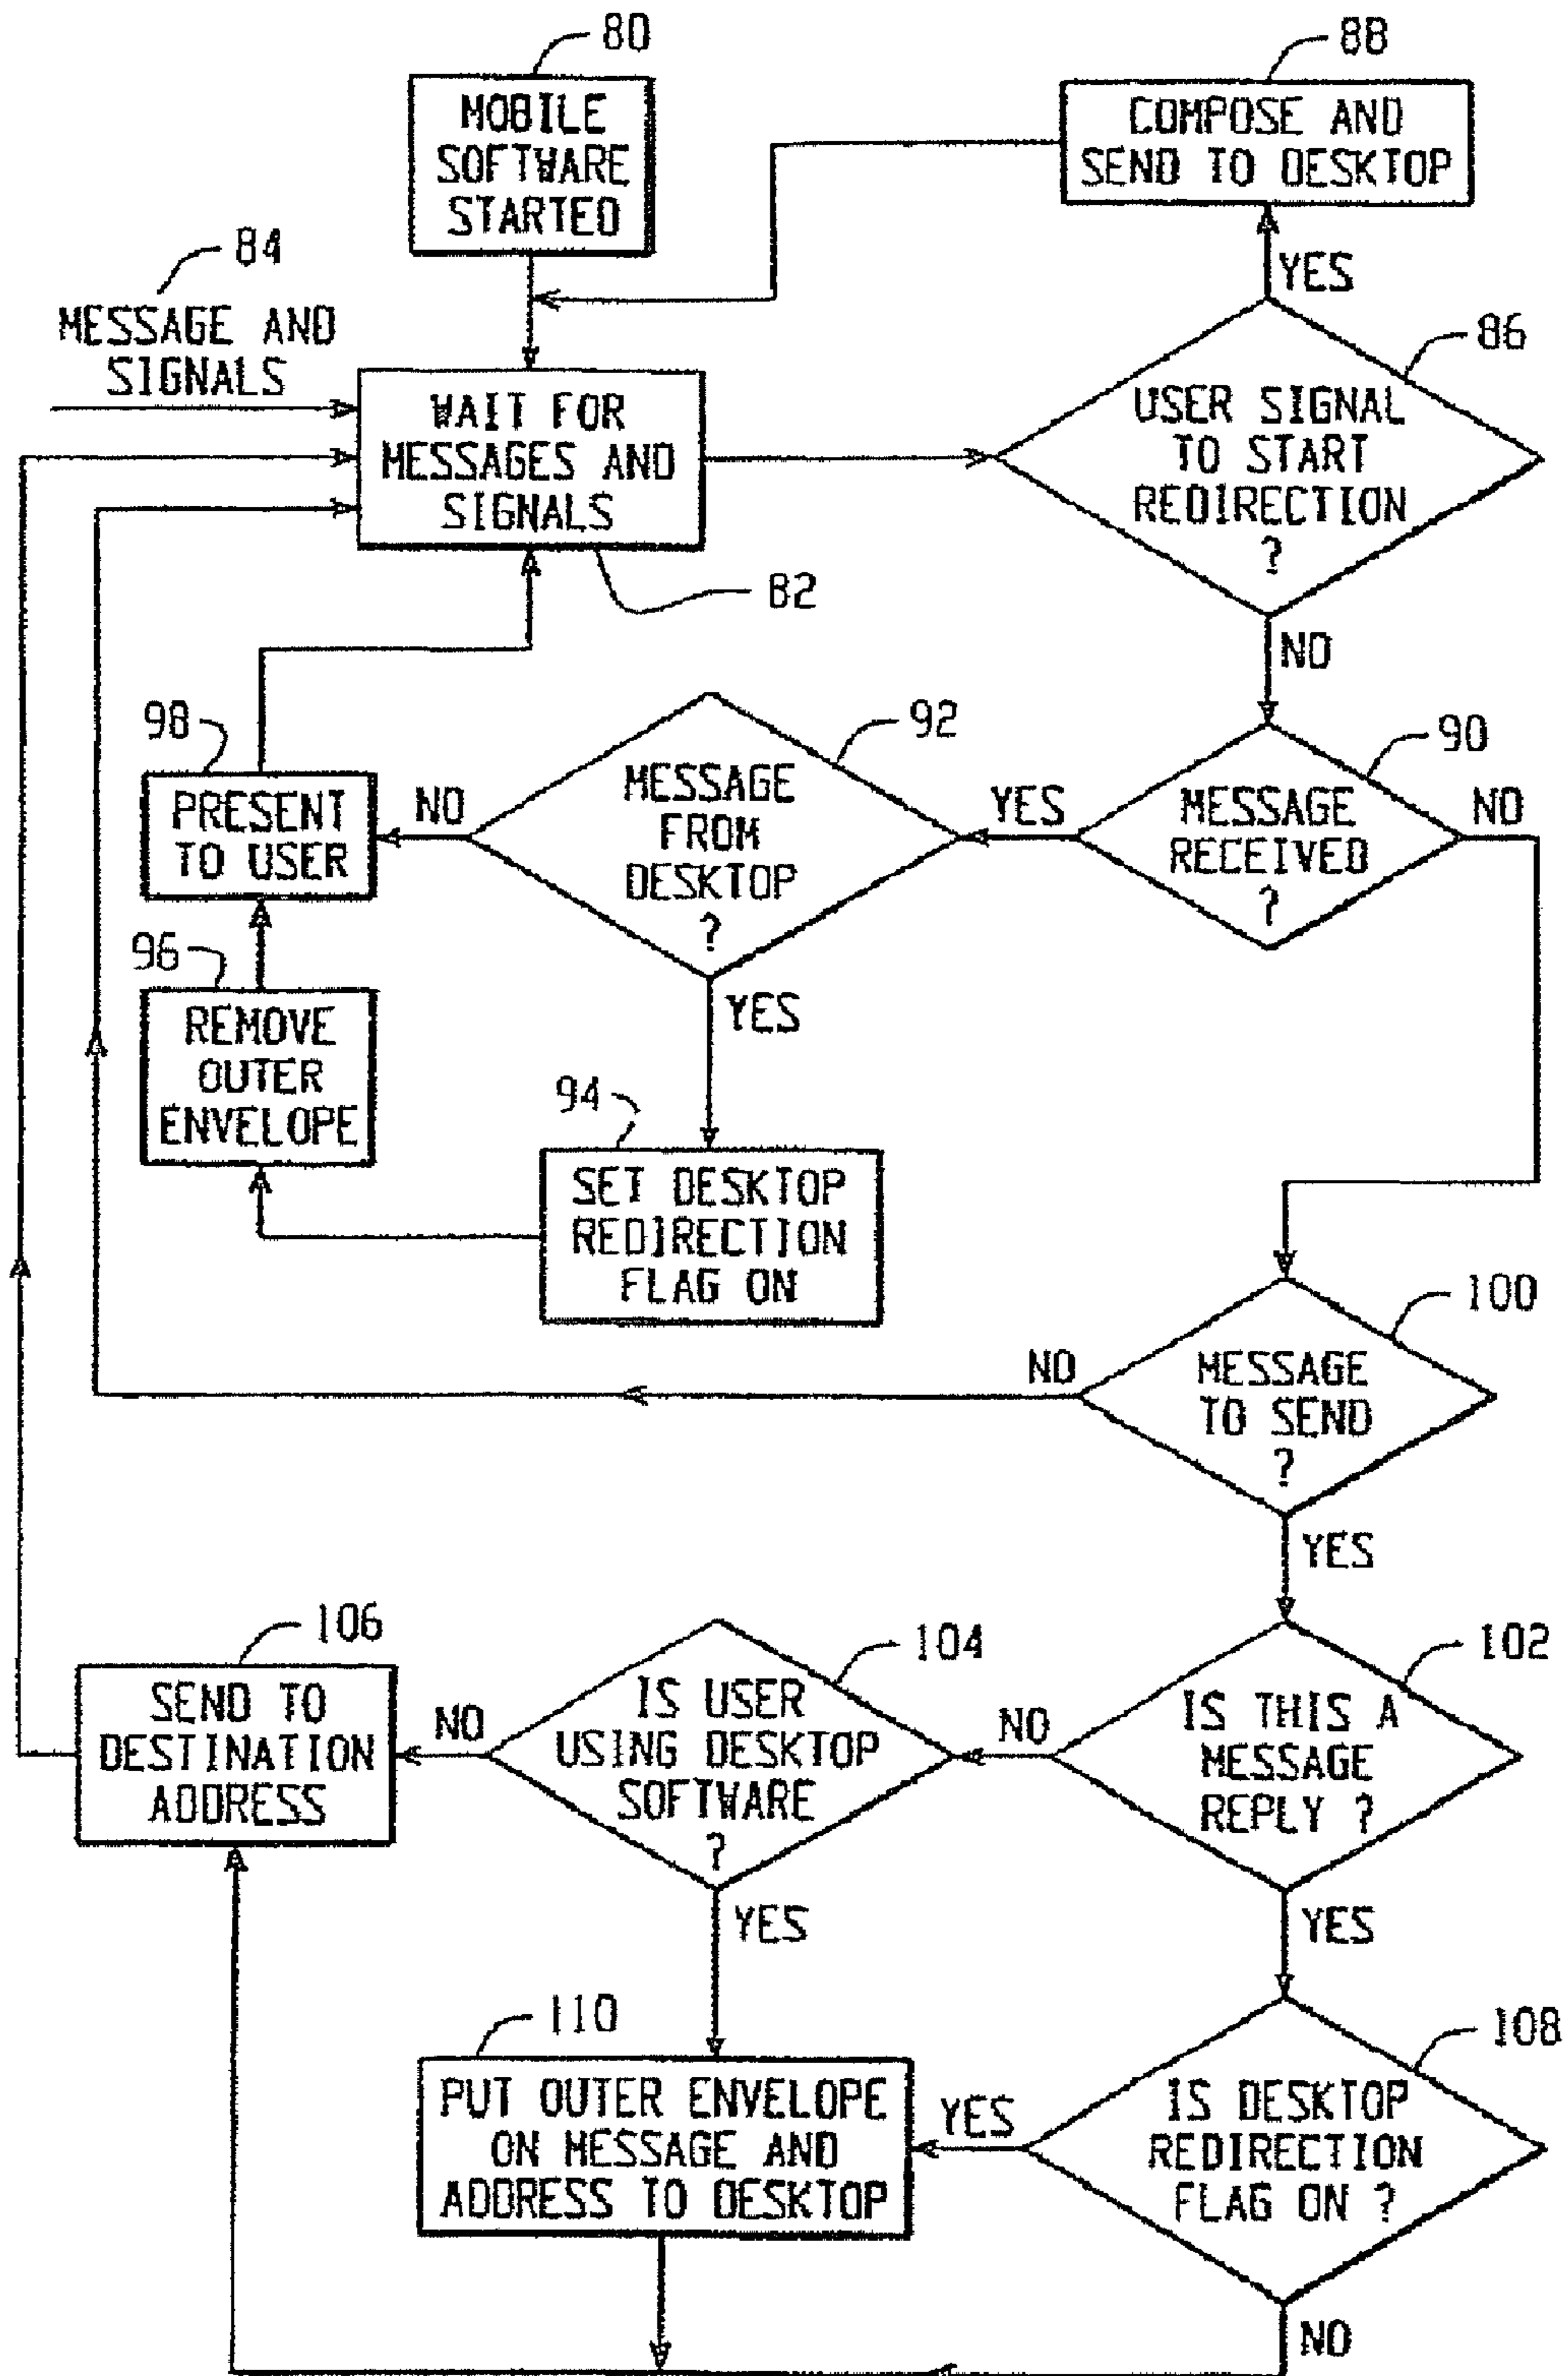 80
MOBILE
SOFTWARE
STARTED
88
COMPOSE AND
SEND TO DESKTOP
84
MESSAGE AND
SIGNALS
YES
86
WAIT FOR
MESSAGES AND
SIGNALS
82
USER SIGNAL
TO START
REDIRECTION
?
NO
98
PRESENT
TO USER
NO
92
MESSAGE
FROM
DESKTOP
?
YES
90
MESSAGE
RECEIVED
?
NO
96
REMOVE
OUTER
ENVELOPE
YES
94
SET DESKTOP
REDIRECTION
FLAG ON
100
NO
MESSAGE
TO SEND
?
YES
106
SEND TO
DESTINATION
ADDRESS
NO
104
IS USER
USING DESKTOP
SOFTWARE
?
NO
102
IS THIS A
MESSAGE
REPLY ?
YES
YES
110
PUT OUTER ENVELOPE
ON MESSAGE AND
ADDRESS TO DESKTOP
YES
108
IS DESKTOP
REDIRECTION
FLAG ON ?
NO